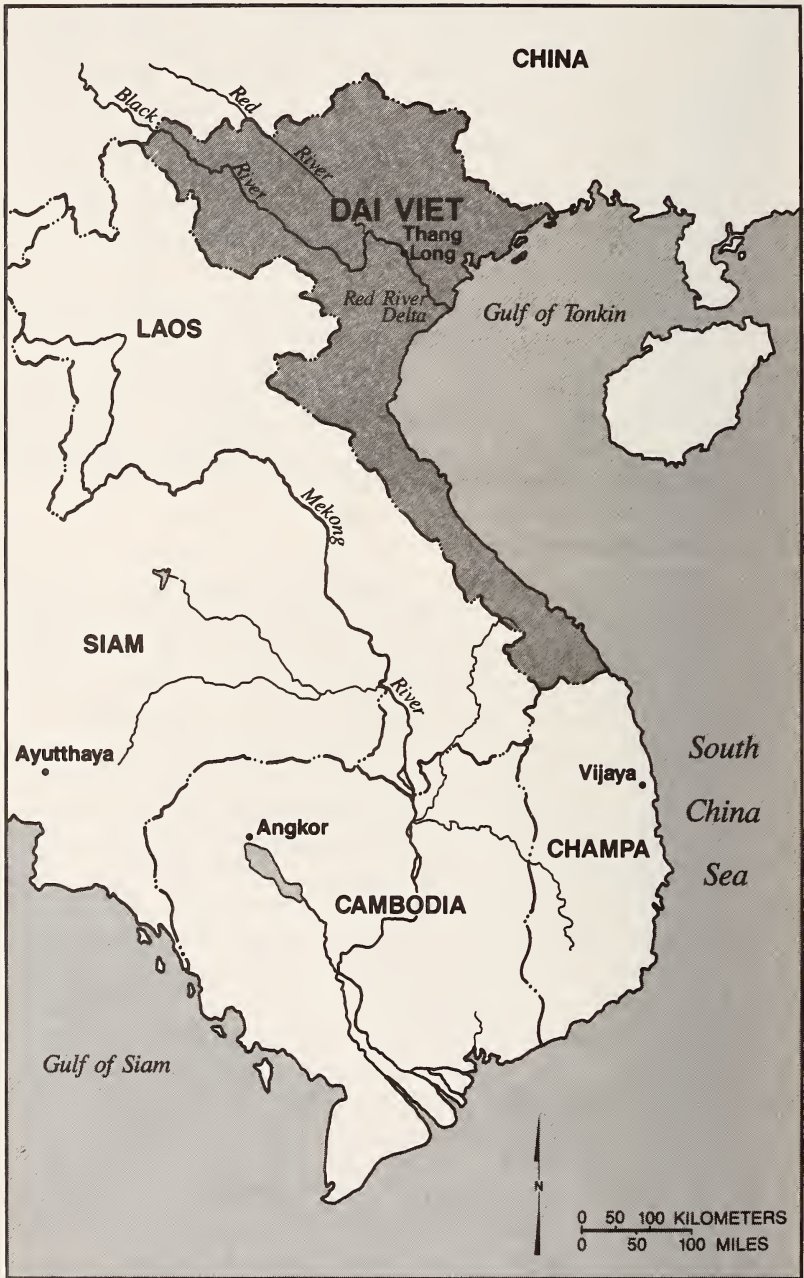 CHINA
Black
River
Red
River
DAI VIET
Thang
Long
Red River
Delta
Gulf of Tonkin
LAOS
Mekong
River
SIAM
Ayutthaya
Angkor
CAMBODIA
Vijaya
CHAMPA
South
China
Sea
Gulf of Siam
N
0 50 100 KILOMETERS
0 50 100 MILES